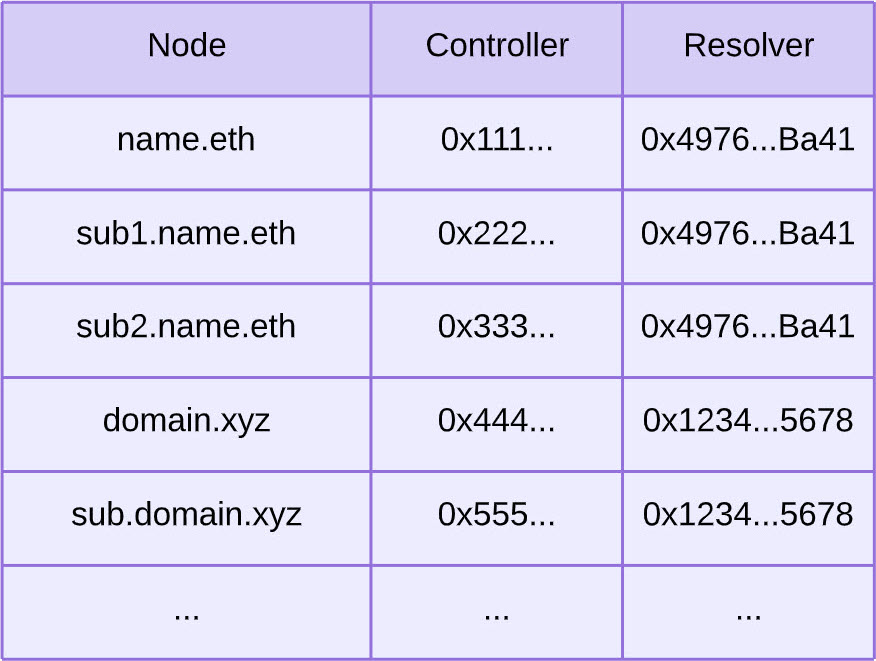 Node Controller Resolver
name.eth 0x111... 0x4976...Ba41
sub1.name.eth 0x222... 0x4976...Ba41
sub2.name.eth 0x333... 0x4976...Ba41
domain.xyz 0x444... 0x1234...5678
sub.domain.xyz 0x555... 0x1234...5678
... ... ...